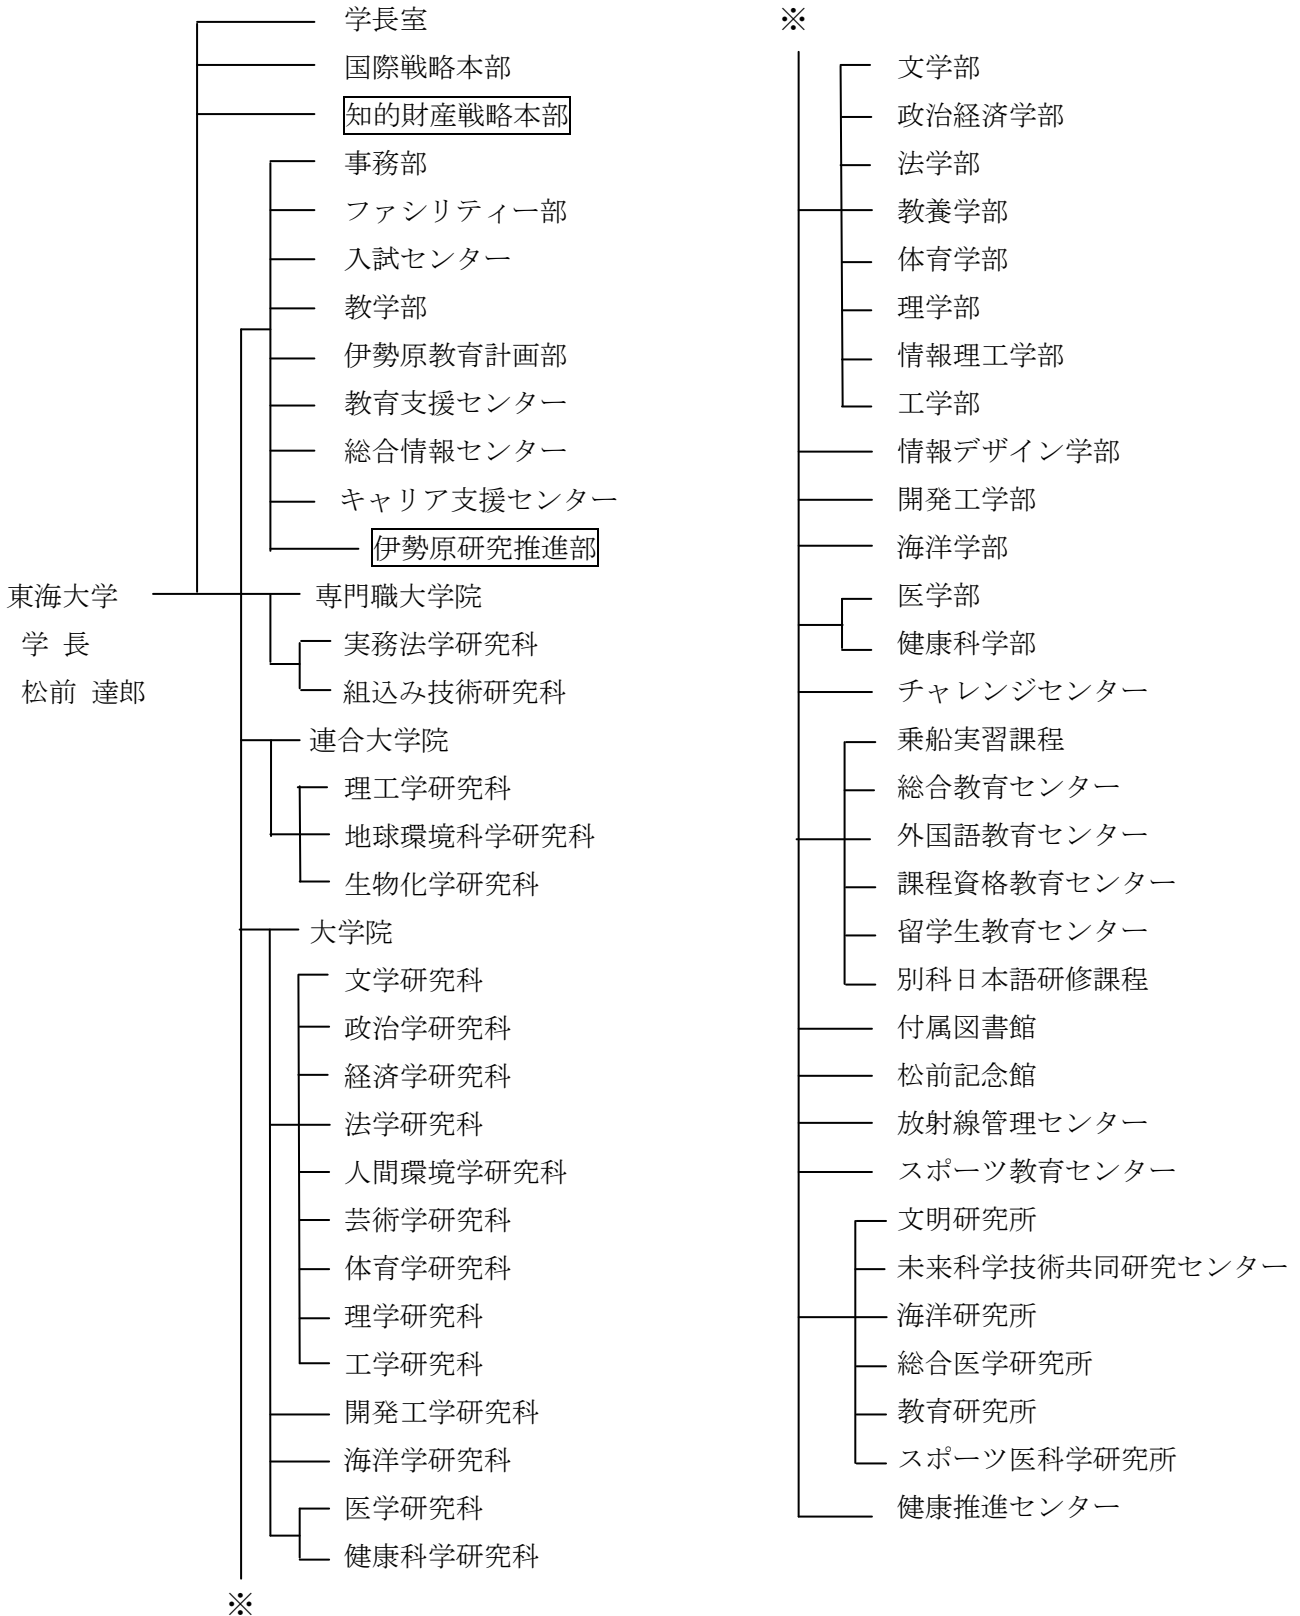 学長室
国際戦略本部
知的財産戦略本部
事務部
ファシリティー部
入試センター
教学部
伊勢原教育計画部
教育支援センター
総合情報センター
キャリア支援センター
伊勢原研究推進部
東海大学
学 長
松前 達郎
専門職大学院
実務法学研究科
組込み技術研究科
連合大学院
理工学研究科
地球環境科学研究科
生物化学研究科
大学院
文学研究科
政治学研究科
経済学研究科
法学研究科
人間環境学研究科
芸術学研究科
体育学研究科
理学研究科
工学研究科
開発工学研究科
海洋学研究科
医学研究科
健康科学研究科
※
※
文学部
政治経済学部
法学部
教養学部
体育学部
理学部
情報理工学部
工学部
情報デザイン学部
開発工学部
海洋学部
医学部
健康科学部
チャレンジセンター
乗船実習課程
総合教育センター
外国語教育センター
課程資格教育センター
留学生教育センター
別科日本語研修課程
付属図書館
松前記念館
放射線管理センター
スポーツ教育センター
文明研究所
未来科学技術共同研究センター
海洋研究所
総合医学研究所
教育研究所
スポーツ医科学研究所
健康推進センター